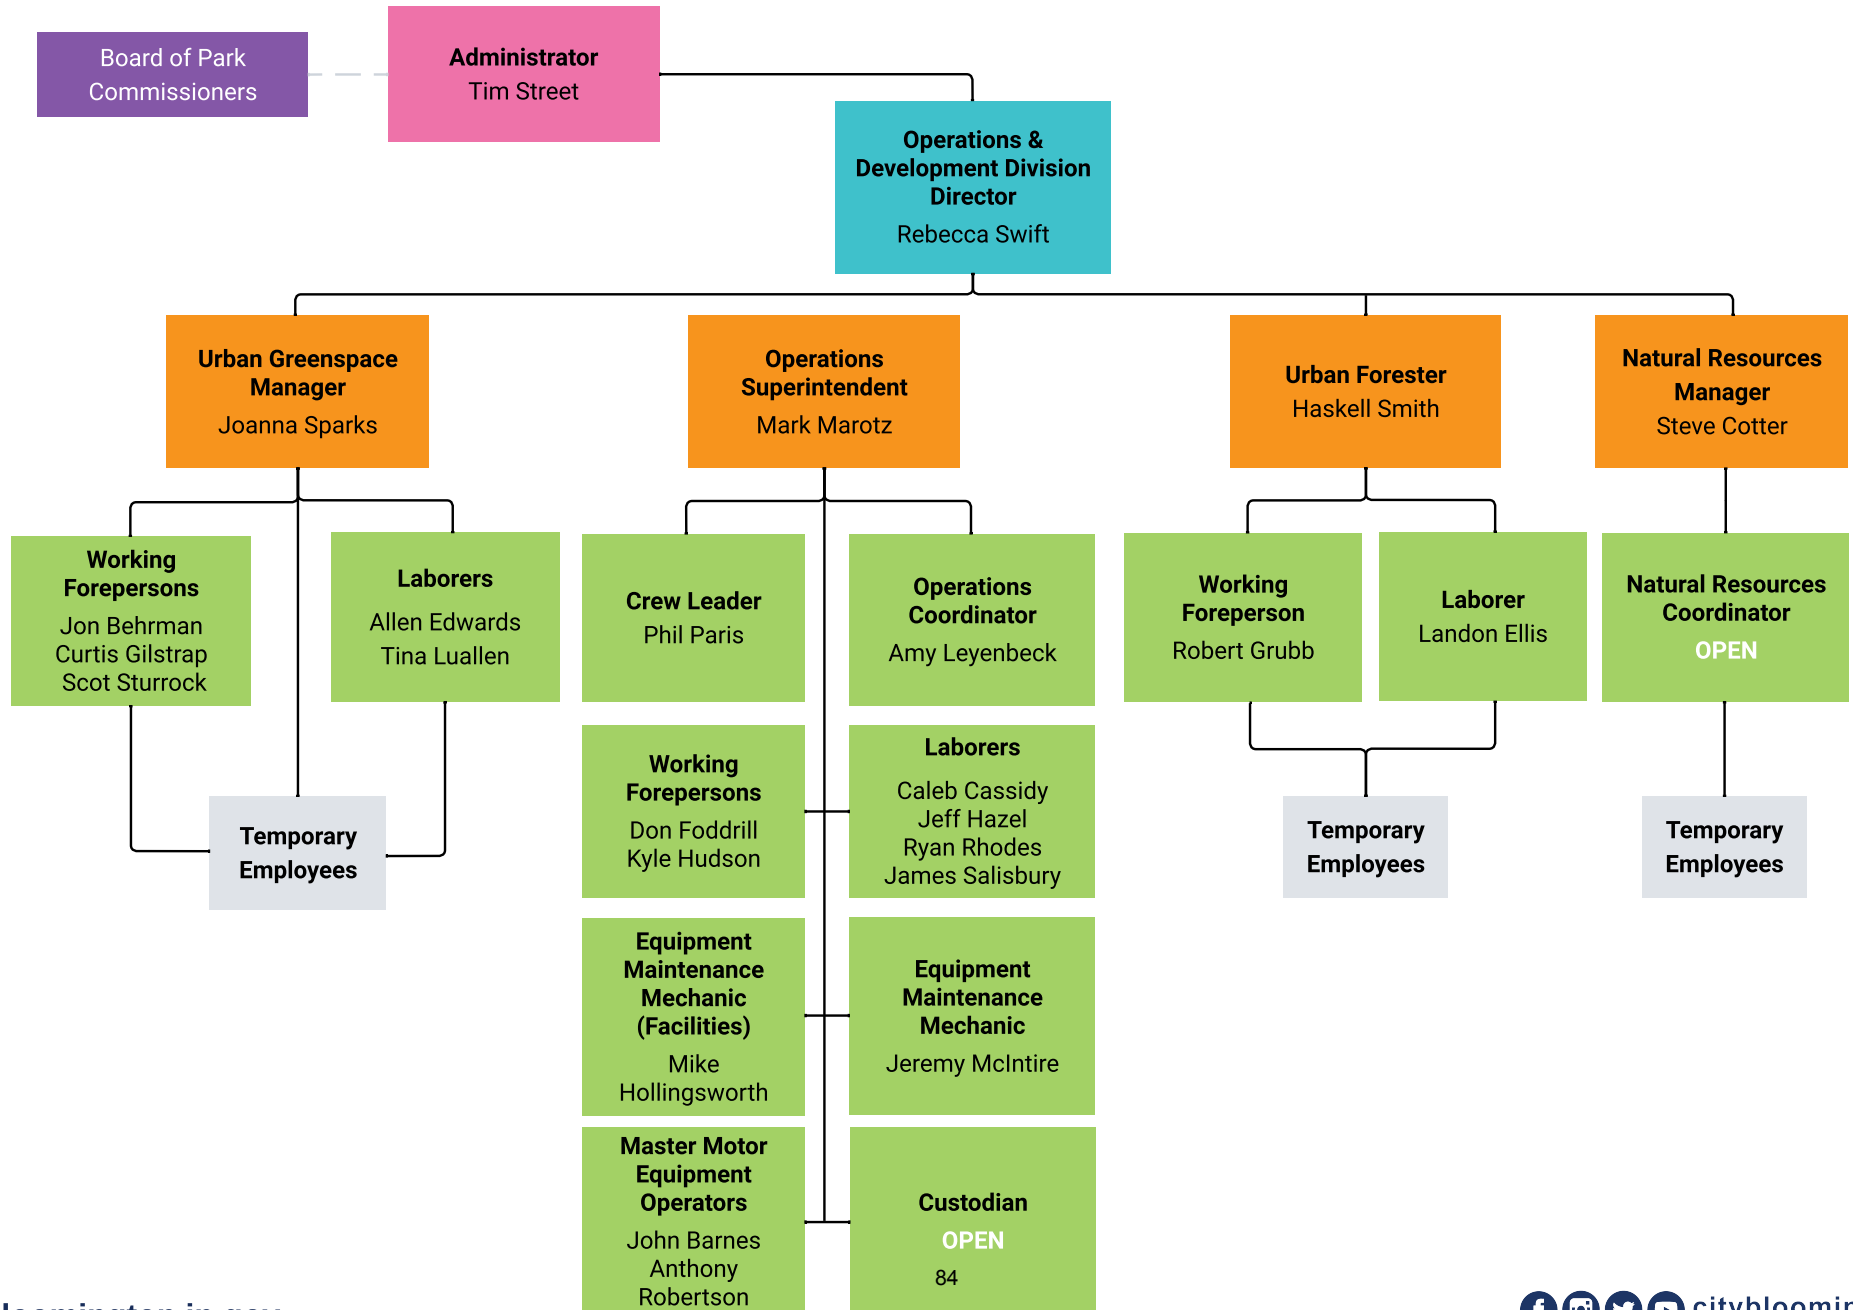 Board of Park
Commissioners
Administrator
Tim Street
Operations &
Development Division
Director
Rebecca Swift
Urban Greenspace
Manager
Joanna Sparks
Operations
Superintendent
Mark Marotz
Urban Forester
Haskell Smith
Natural Resources
Manager
Steve Cotter
Working
Forepersons
Jon Behrman
Curtis Gilstrap
Scot Sturrock
Laborers
Allen Edwards
Tina Luallen
Crew Leader
Phil Paris
Operations
Coordinator
Amy Leyenbeck
Working
Foreperson
Robert Grubb
Laborer
Landon Ellis
Natural Resources
Coordinator
OPEN
Temporary
Employees
Working
Forepersons
Don Foddrill
Kyle Hudson
Laborers
Caleb Cassidy
Jeff Hazel
Ryan Rhodes
James Salisbury
Temporary
Employees
Temporary
Employees
Equipment
Maintenance
Mechanic
(Facilities)
Mike
Hollingsworth
Equipment
Maintenance
Mechanic
Jeremy McIntire
Master Motor
Equipment
Operators
John Barnes
Anthony
Robertson
Custodian
OPEN
84